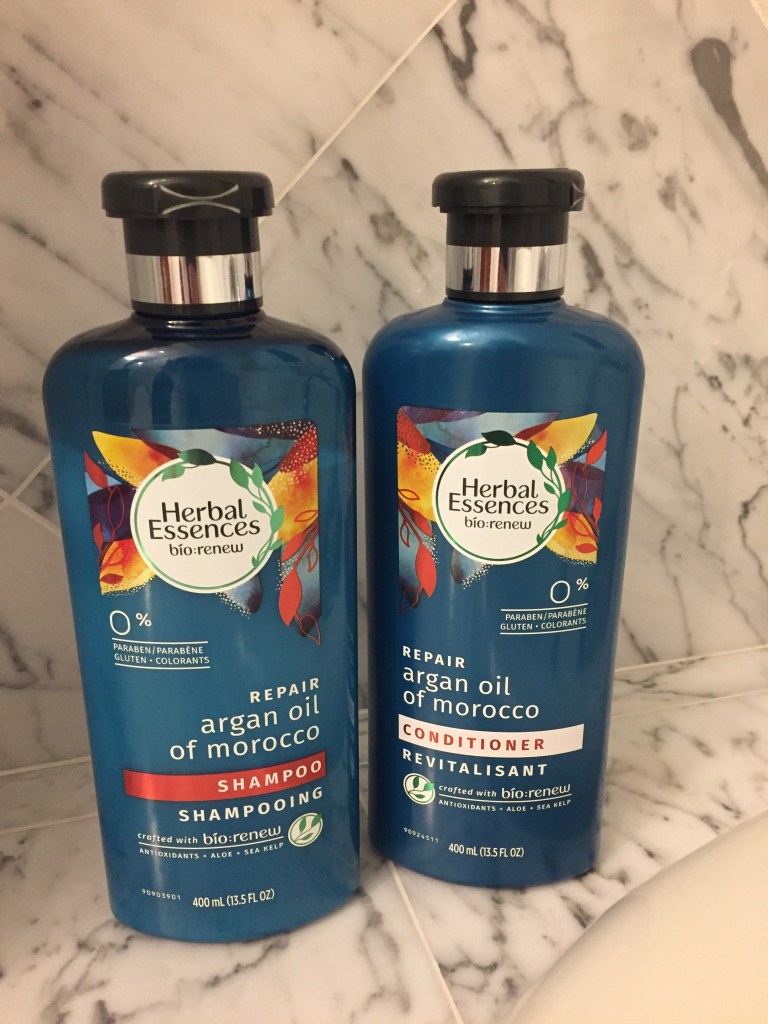 Herbal
Essences
bio:renew
0%
PARABEN/PARABÈNE
GLUTEN • COLORANTS
REPAIR
argan oil
of morocco
SHAMPOO
SHAMPOOING
crafted with bio:renew
ANTIOXIDANTS + ALOE + SEA KELP
90903901
400 mL (13.5 FL OZ)
Herbal
Essences
bio:renew
0%
PARABEN/PARABÈNE
GLUTEN • COLORANTS
REPAIR
argan oil
of morocco
CONDITIONER
REVITALISANT
crafted with bio:renew
ANTIOXIDANTS + ALOE + SEA KELP
90924511
400 mL (13.5 FL OZ)